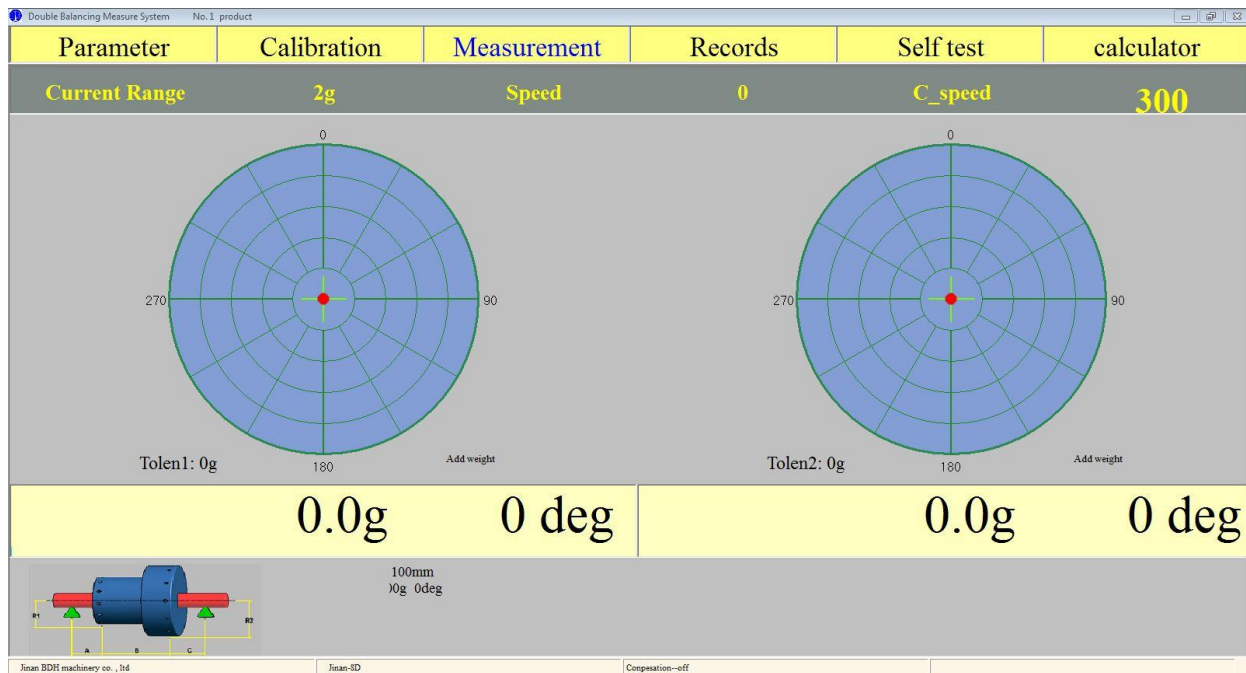 Double Balancing Measure System No. 1 product
Parameter Calibration Measurement Records Self test calculator
Current Range 2g Speed 0 C_speed 300
0 0
270 90 270 90
Tolen1: 0g 180 Add weight Tolen2: 0g 180 Add weight
0.0g 0 deg 0.0g 0 deg
100mm
)0g 0deg
R1 R2
A B C
Jinan BDH machinery co. , ltd Jinan-8D Conpesation--off